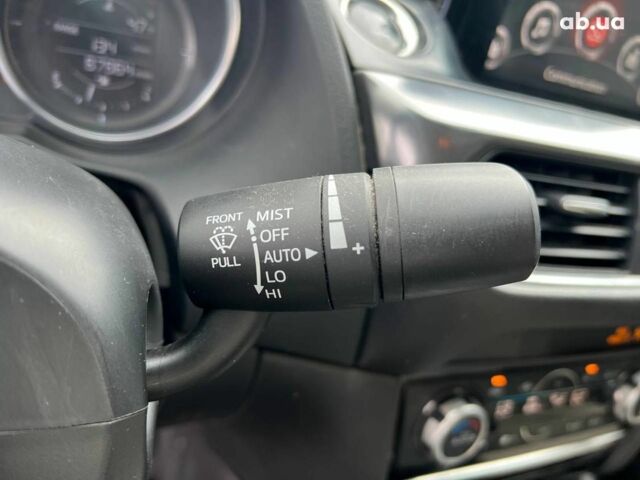 ab.ua
FRONT
PULL
MIST
OFF
AUTO
LO
HI
+